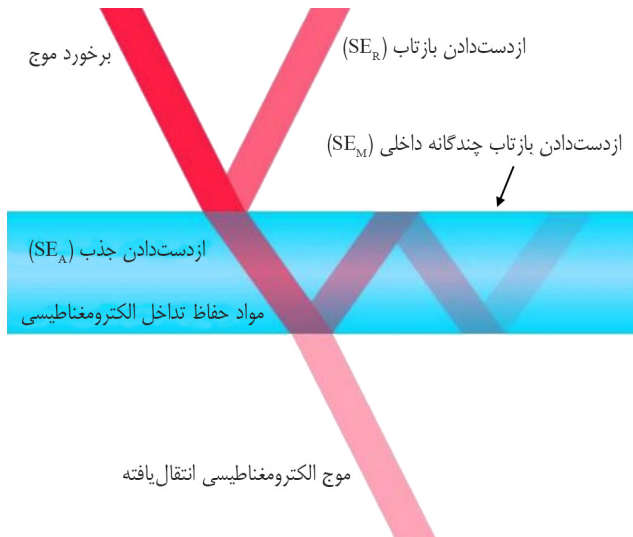 ازدست‌دادن بازتاب (SE_R)
برخورد موج
ازدست‌دادن بازتاب چندگانه داخلی (SE_M)
ازدست‌دادن جذب (SE_A)
مواد حفاظ تداخل الکترومغناطیسی
موج الکترومغناطیسی انتقال‌یافته